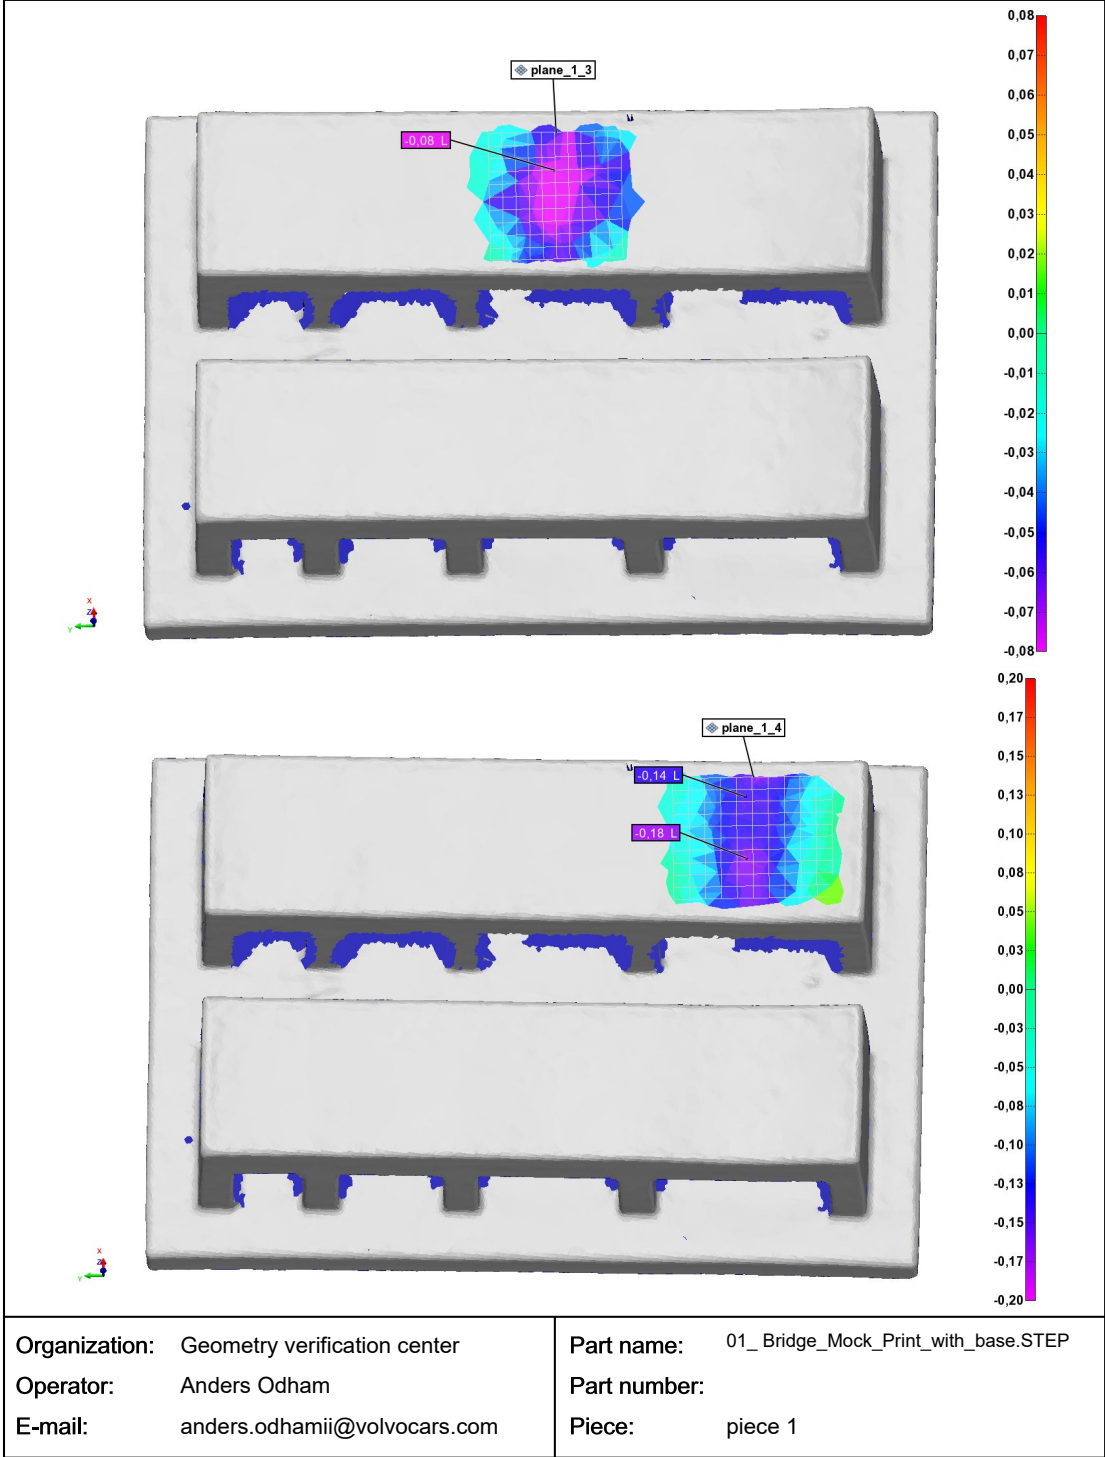 0,08
plane_1_3
0,07
0,06
-0,08 L
0,05
0,04
0,03
0,02
0,01
0,00
-0,01
-0,02
-0,03
-0,04
-0,05
-0,06
X
Z
Y
-0,07
-0,08
0,20
plane_1_4
0,17
-0,14 L
0,15
0,13
-0,18 L
0,10
0,08
0,05
0,03
0,00
-0,03
-0,05
-0,08
-0,10
-0,13
-0,15
X
Z
Y
-0,17
-0,20
Organization: Geometry verification center
Operator: Anders Odham
E-mail: anders.odhamii@volvocars.com
Part name: 01_ Bridge_Mock_Print_with_base.STEP
Part number:
Piece: piece 1